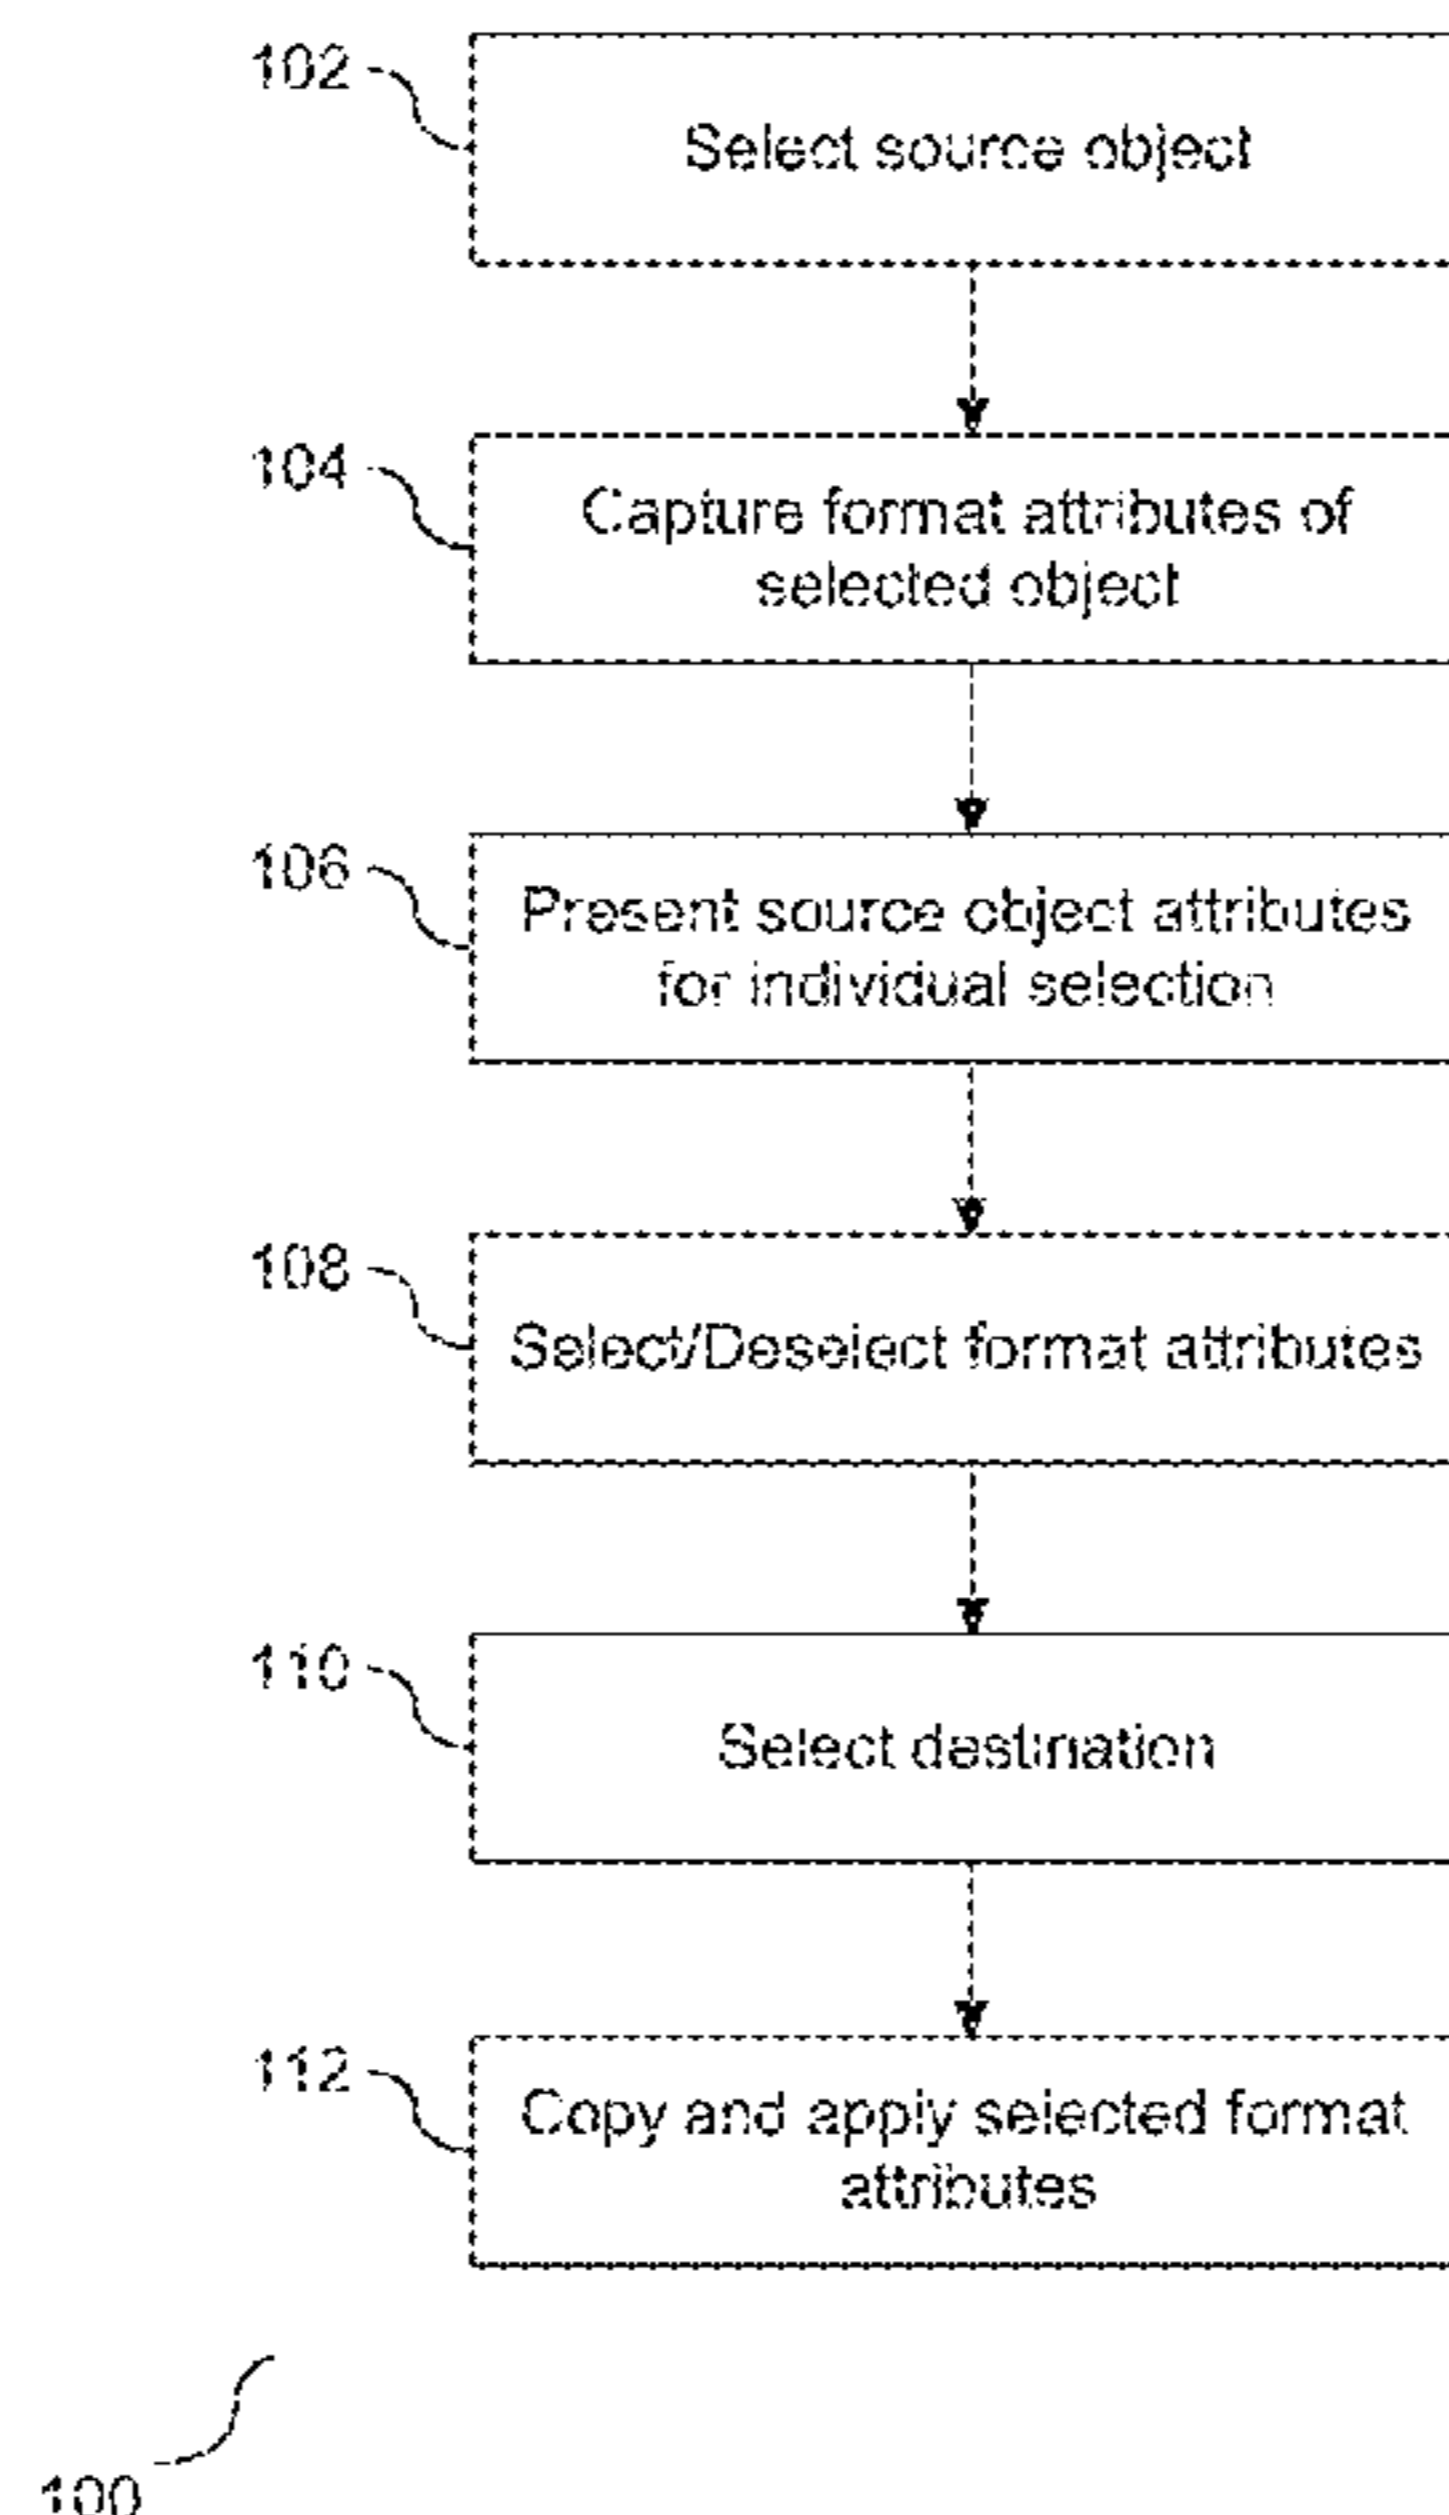 102
Select source object
104
Capture format attributes of
selected object
106
Present source object attributes
for individual selection
108
Select/Deselect format attributes
110
Select destination
112
Copy and apply selected format
attributes
100